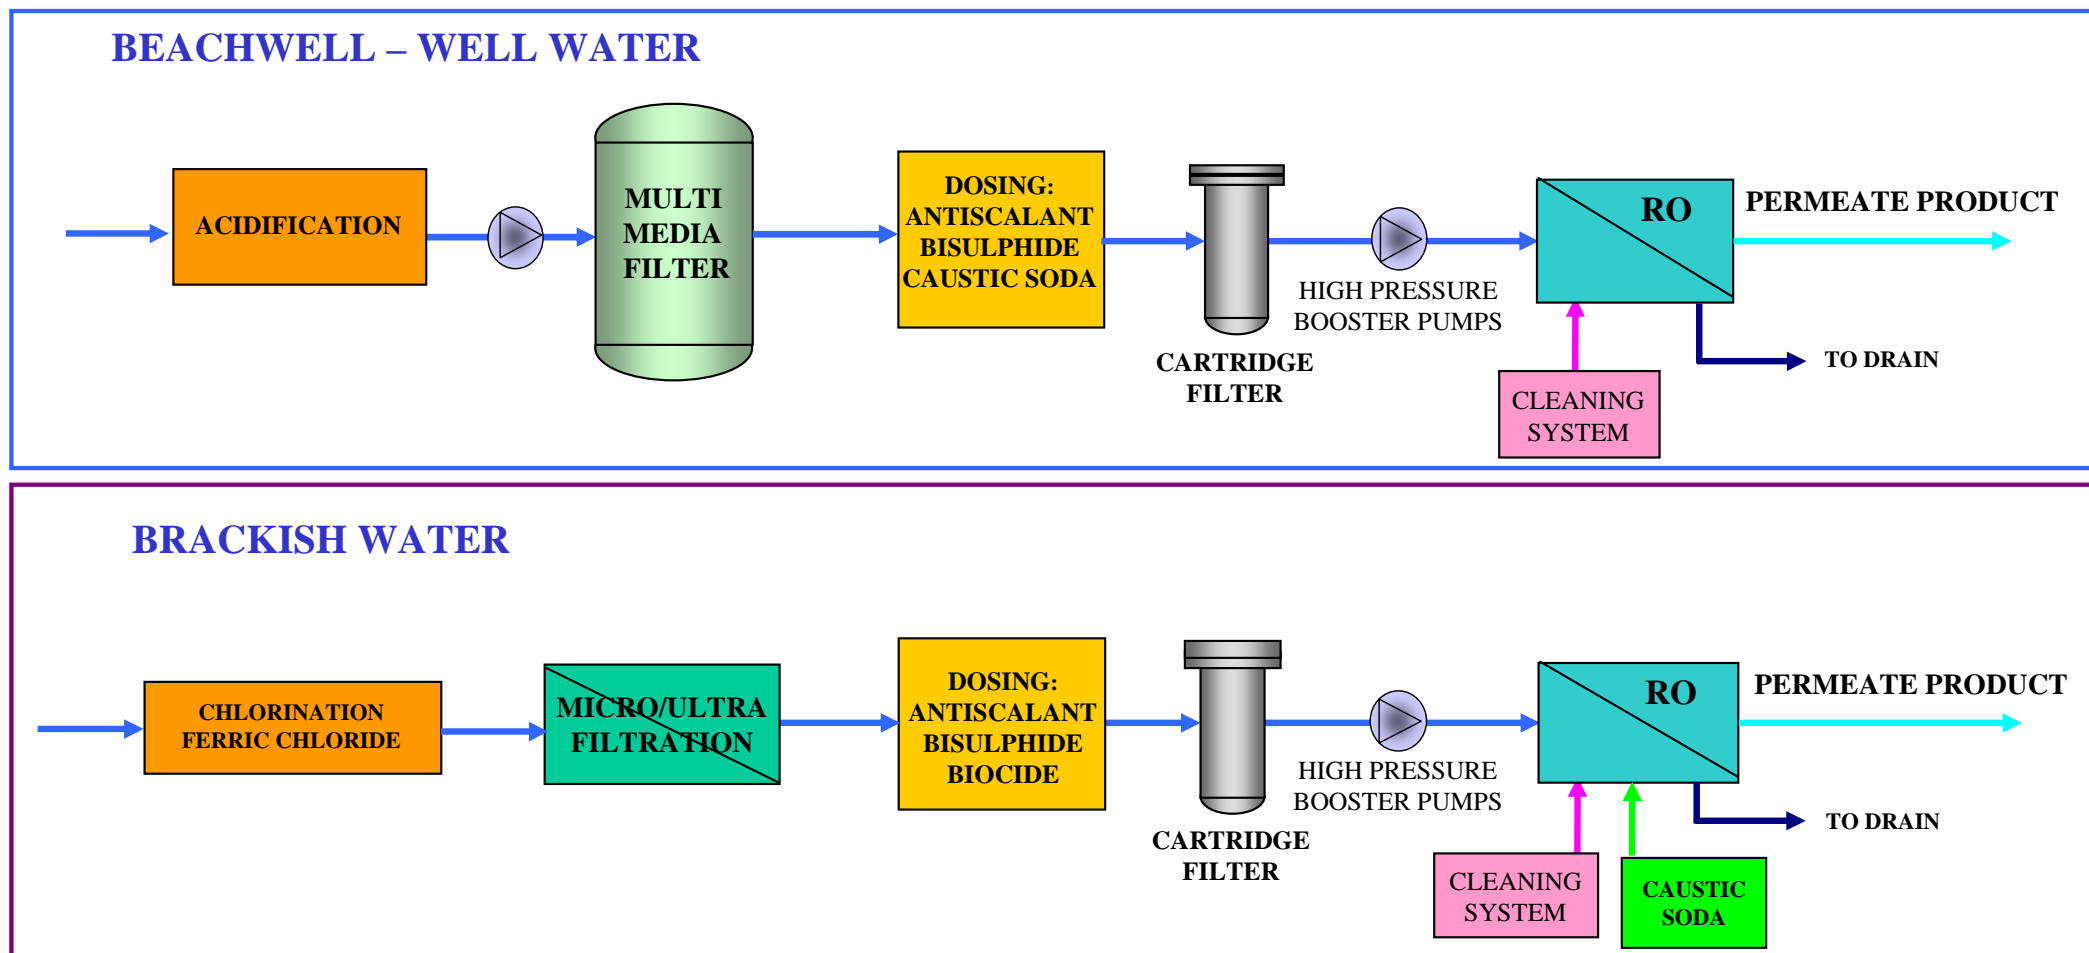 BEACHWELL – WELL WATER
ACIDIFICATION
MULTI
MEDIA
FILTER
DOSING:
ANTISCALANT
BISULPHIDE
CAUSTIC SODA
CARTRIDGE
FILTER
HIGH PRESSURE
BOOSTER PUMPS
RO
PERMEATE PRODUCT
TO DRAIN
CLEANING
SYSTEM
BRACKISH WATER
CHLORINATION
FERRIC CHLORIDE
MICRO/ULTRA
FILTRATION
DOSING:
ANTISCALANT
BISULPHIDE
BIOCIDE
CARTRIDGE
FILTER
HIGH PRESSURE
BOOSTER PUMPS
RO
PERMEATE PRODUCT
TO DRAIN
CLEANING
SYSTEM
CAUSTIC
SODA